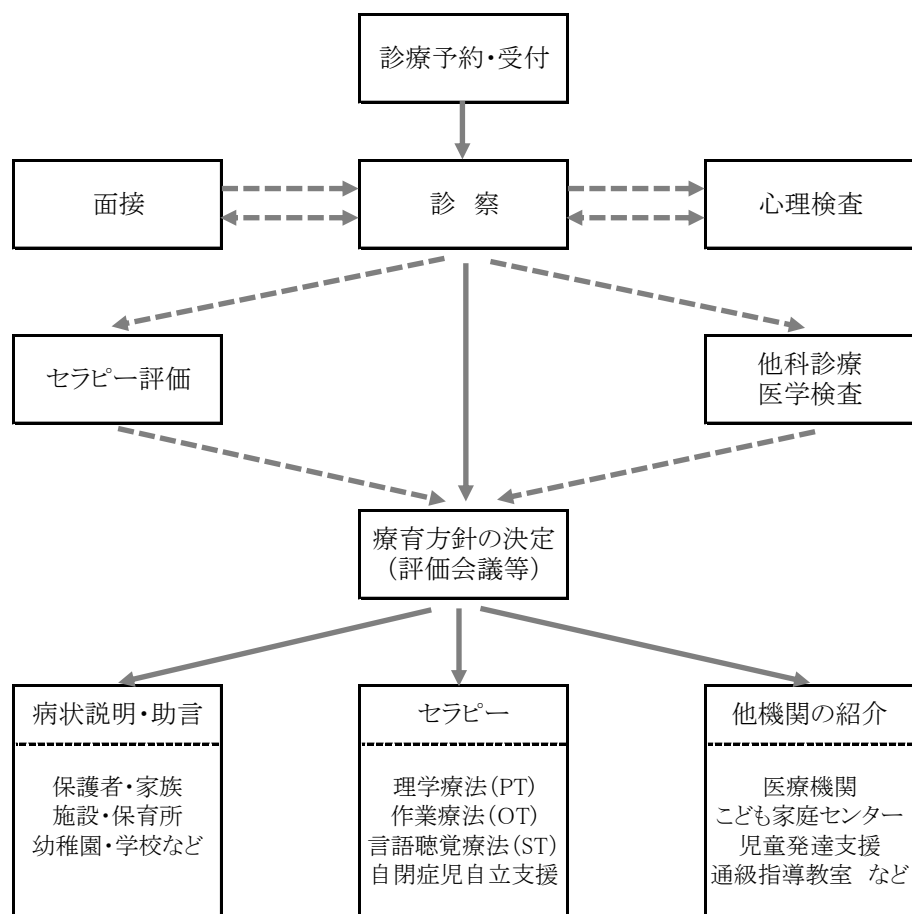 診療予約・受付
面接
診 察
心理検査
セラピー評価
他科診療
医学検査
療育方針の決定
（評価会議等）
病状説明・助言
保護者・家族
施設・保育所
幼稚園・学校など
セラピー
理学療法(PT)
作業療法(OT)
言語聴覚療法(ST)
自閉症児自立支援
他機関の紹介
医療機関
こども家庭センター
児童発達支援
通級指導教室 など